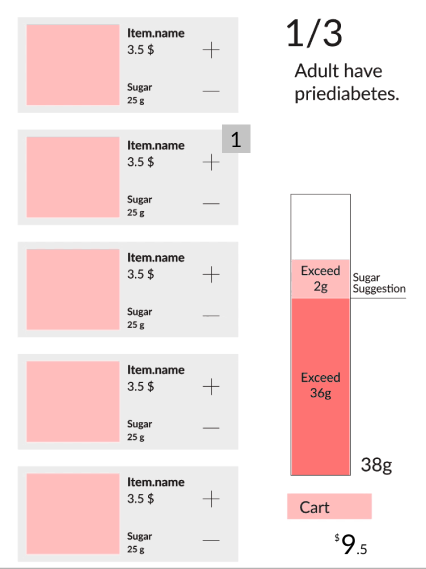 Item.name
3.5 $
Sugar
25 g
1
Item.name
3.5 $
Sugar
25 g
Item.name
3.5 $
Sugar
25 g
Item.name
3.5 $
Sugar
25 g
Item.name
3.5 $
Sugar
25 g
1/3
Adult have
priediabetes.
Exceed
2g
Sugar
Suggestion
Exceed
36g
38g
Cart
$9.5